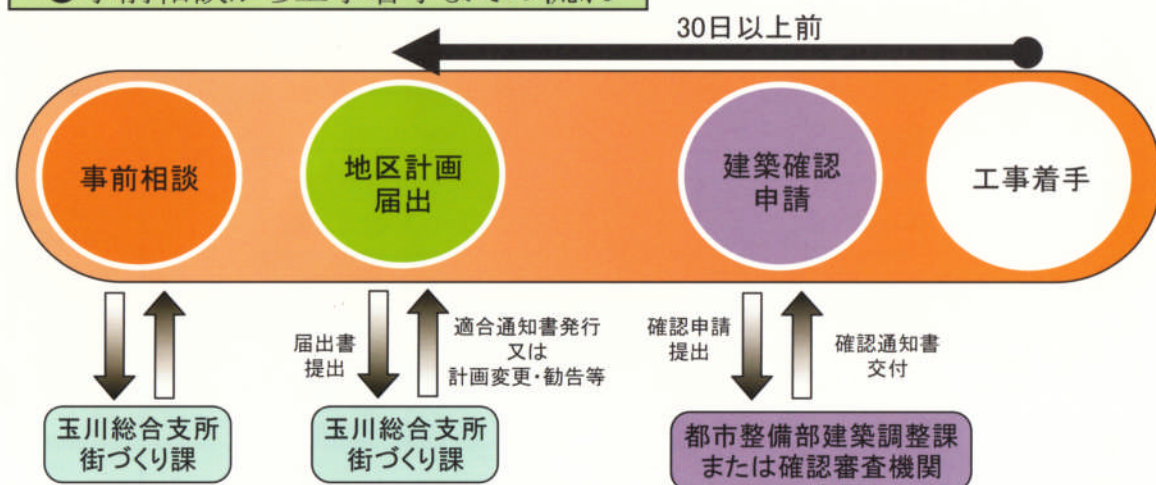 30日以上前
事前相談
地区計画
届出
建築確認
申請
工事着手
届出書
提出
適合通知書発行
又は
計画変更・勧告等
確認申請
提出
確認通知書
交付
玉川総合支所
街づくり課
玉川総合支所
街づくり課
都市整備部建築調整課
または確認審査機関